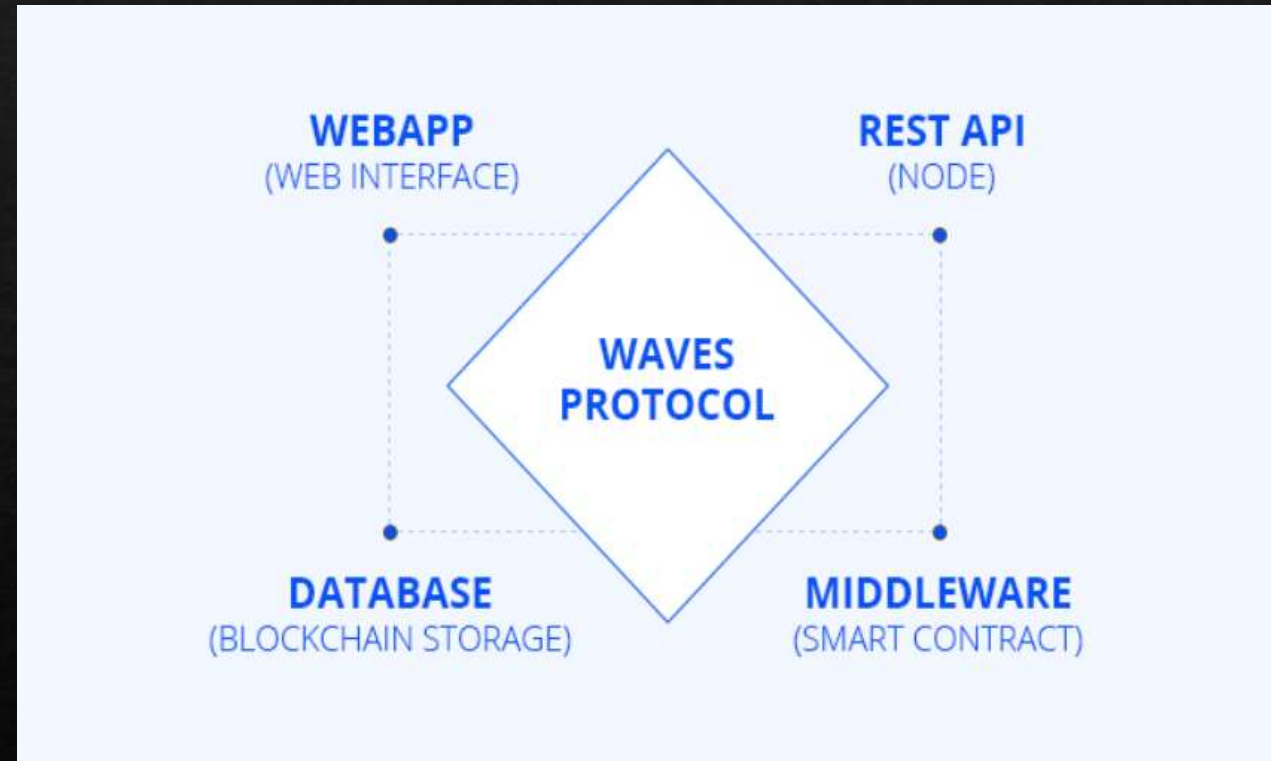 WEBAPP
(WEB INTERFACE)
REST API
(NODE)
WAVES
PROTOCOL
DATABASE
(BLOCKCHAIN STORAGE)
MIDDLEWARE
(SMART CONTRACT)